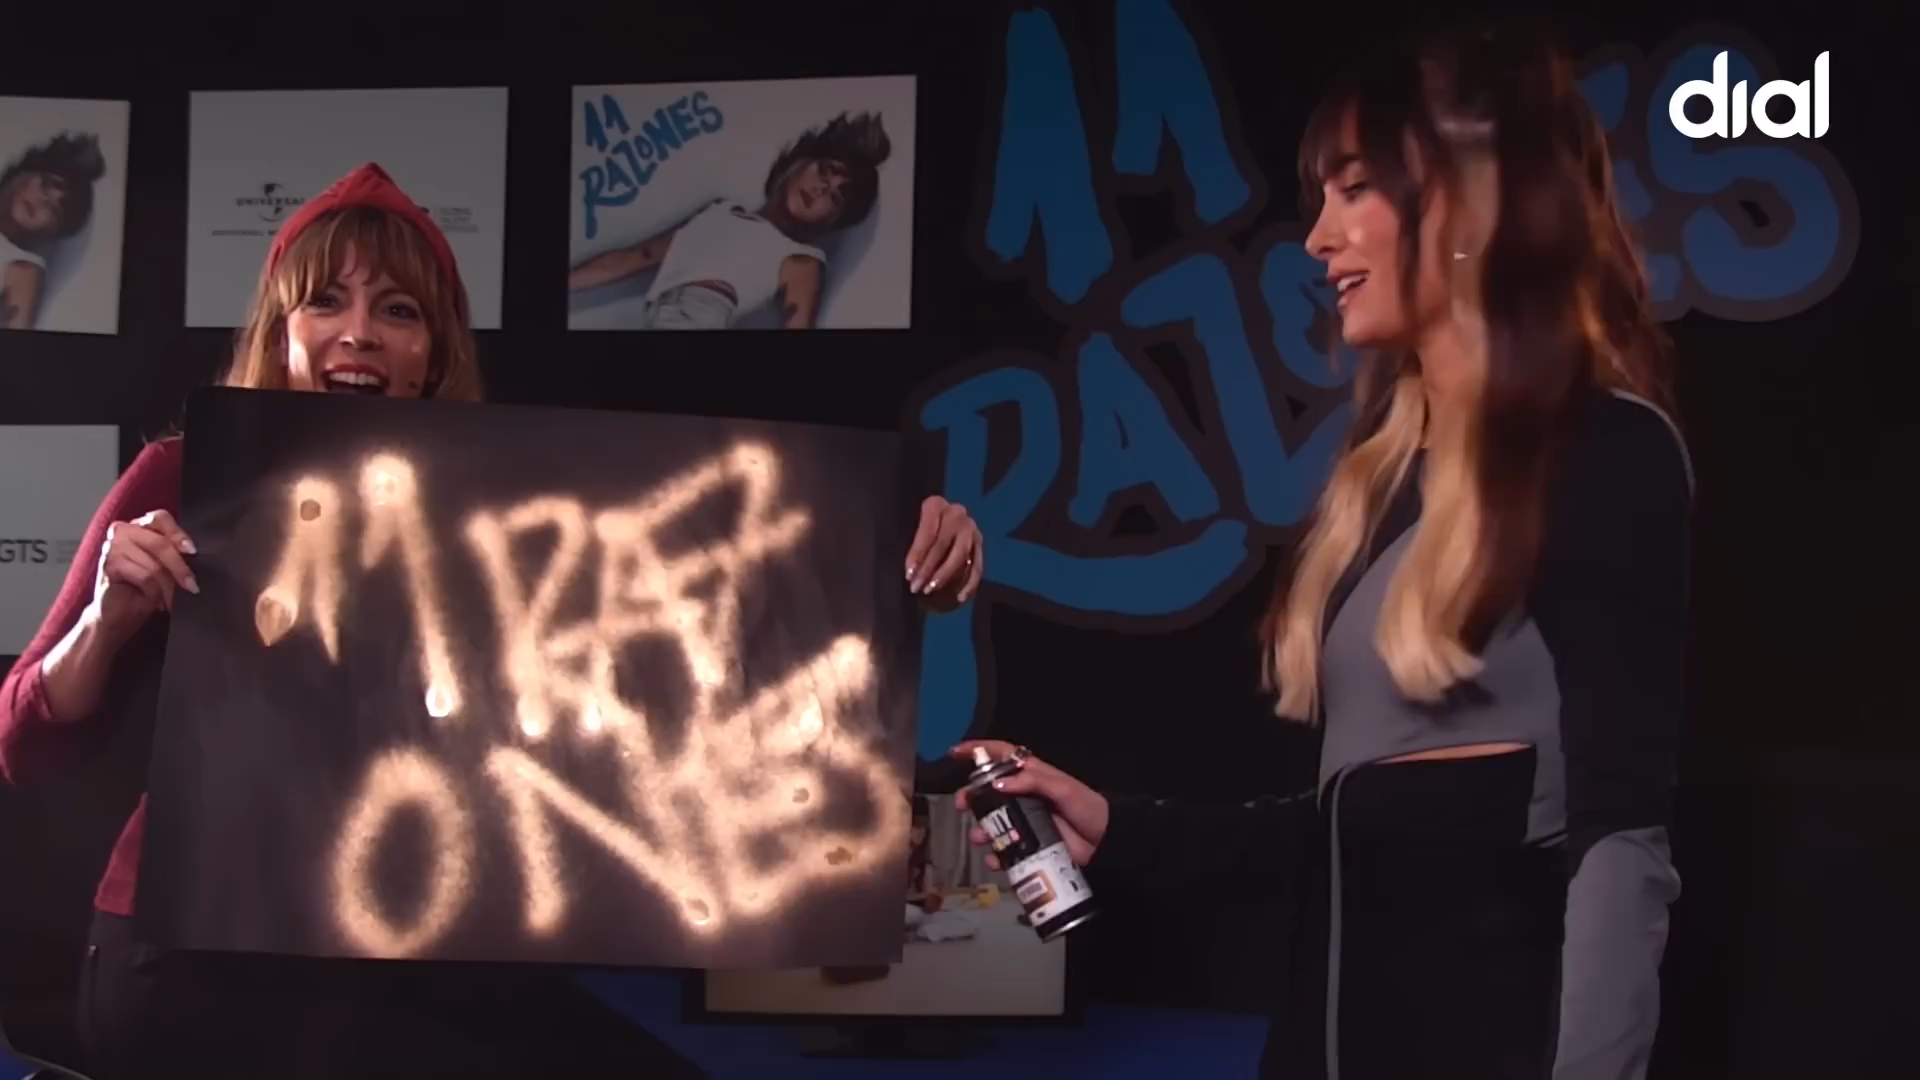 dial
11
RAZONES
UNIVERSAL
11
RAZONES
11 RAZ
ONES
GTS